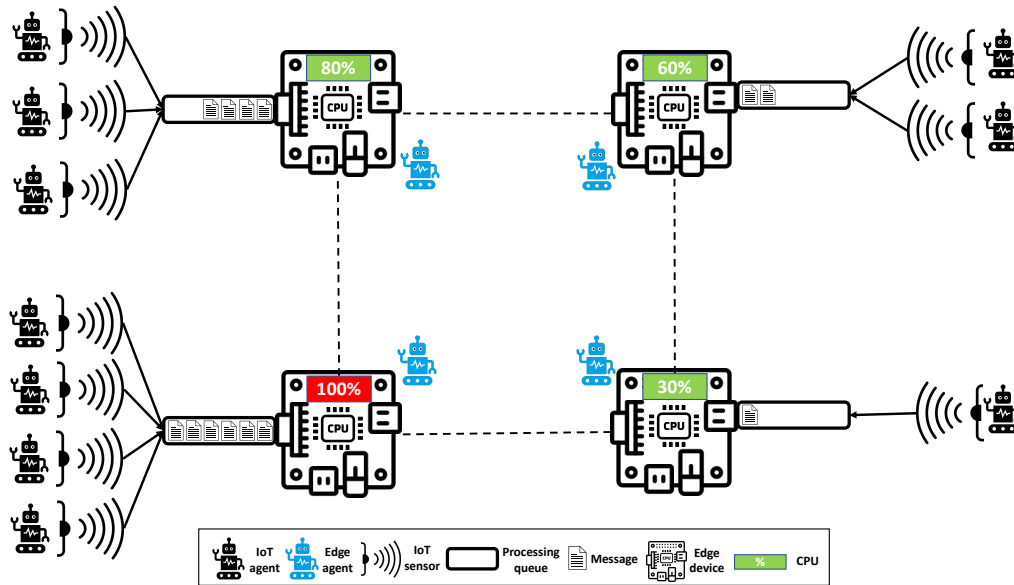 80%
60%
CPU
CPU
100%
30%
CPU
CPU
IoT
agent
Edge
agent
IoT
sensor
Processing
queue
Message
CPU
Edge
device
%
CPU